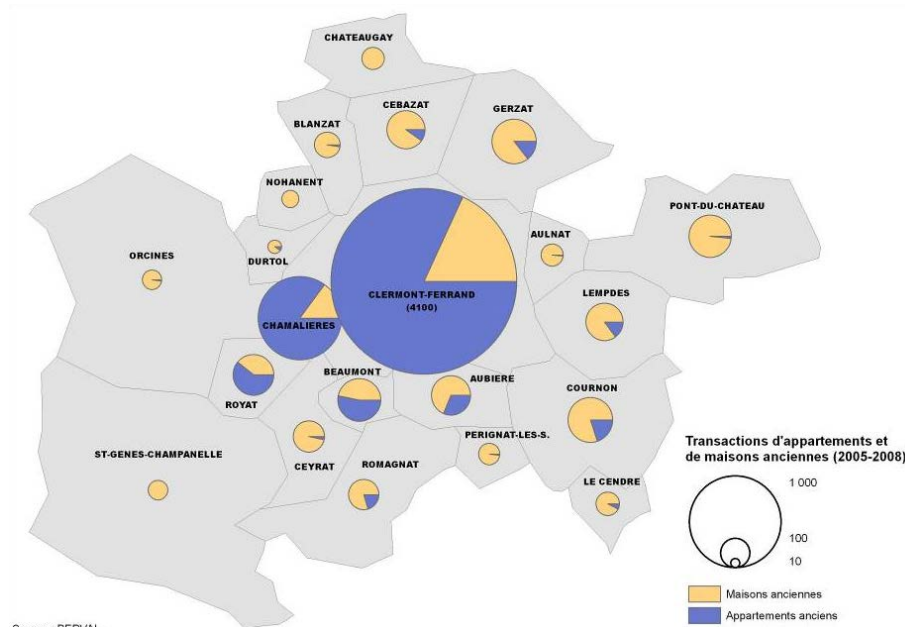 CHATEAUGAY
CEBAZAT
GERZAT
BLANZAT
NOHANENT
PONT-DU-CHATEAU
AULNAT
ORCINES
DURTOL
LEMPDES
CLERMONT-FERRAND
(4100)
CHAMALIERES
BEAUMONT
AUBIERE
COURNON
ROYAT
PERIGNAT-LES-S.
ST-GENES-CHAMPANELLE
CEYRAT
ROMAGNAT
LE CENDRE
Transactions d'appartements et
de maisons anciennes (2005-2008)
1 000
100
10
Maisons anciennes
Appartements anciens